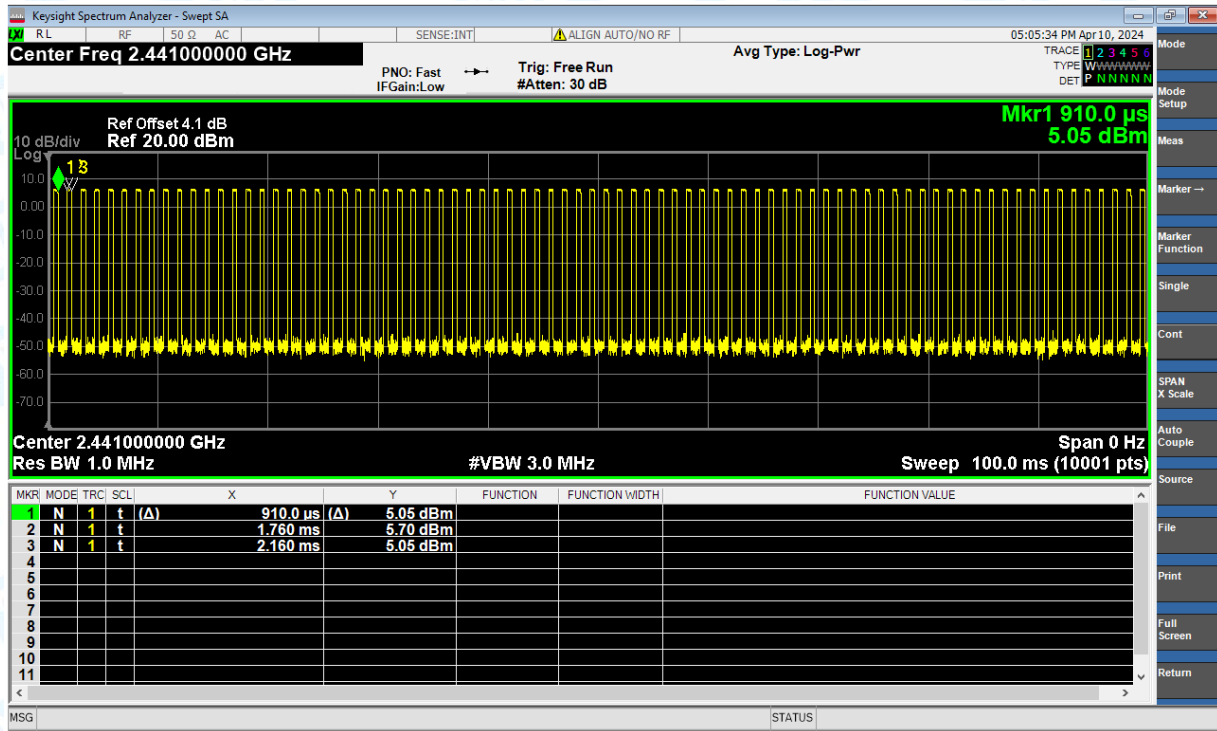 Keysight Spectrum Analyzer - Swept SA
LXI RL RF 50 Ω AC SENSE:INT ALIGN AUTO/NO RF 05:05:34 PM Apr 10, 2024
Center Freq 2.441000000 GHz Avg Type: Log-Pwr TRACE 1 2 3 4 5 6
PNO: Fast Trig: Free Run TYPE WWWWWW
IFGain:Low #Atten: 30 dB DET P N N N N N
Mkr1 910.0 µs
5.05 dBm
Ref Offset 4.1 dB
10 dB/div Ref 20.00 dBm
Log
10.0
0.00
-10.0
-20.0
-30.0
-40.0
-50.0
-60.0
-70.0
Center 2.441000000 GHz Span 0 Hz
Res BW 1.0 MHz #VBW 3.0 MHz Sweep 100.0 ms (10001 pts)
MKR MODE TRC SCL X Y FUNCTION FUNCTION WIDTH FUNCTION VALUE
1 N 1 t (Δ) 910.0 µs (Δ) 5.05 dBm
2 N 1 t 1.760 ms 5.70 dBm
3 N 1 t 2.160 ms 5.05 dBm
4
5
6
7
8
9
10
11
MSG STATUS
Mode
Mode
Setup
Meas
Marker →
Marker
Function
Single
Cont
SPAN
X Scale
Auto
Couple
Source
File
Print
Full
Screen
Return